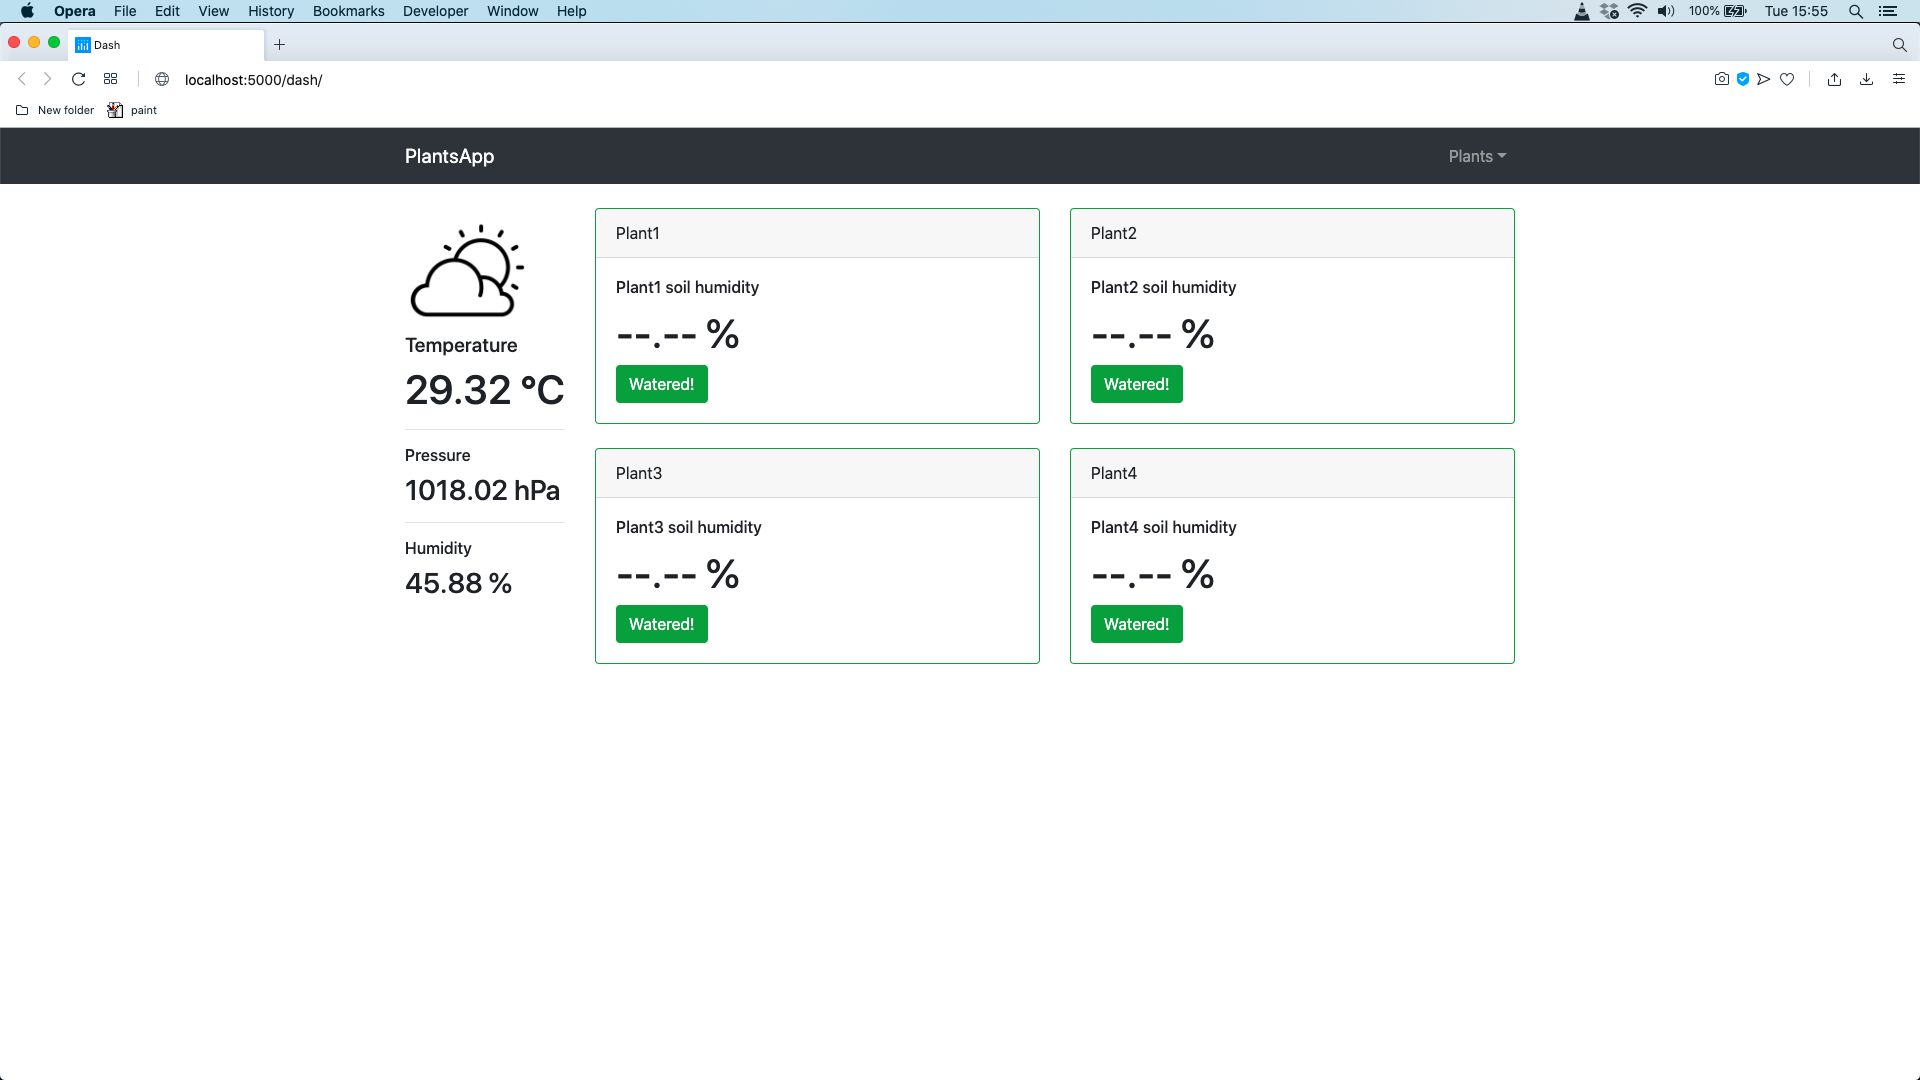 Opera File Edit View History Bookmarks Developer Window Help 100% Tue 15:55
Dash
localhost:5000/dash/
New folder paint
PlantsApp Plants
Temperature
29.32 °C
Pressure
1018.02 hPa
Humidity
45.88 %
Plant1
Plant1 soil humidity
--.-- %
Watered!
Plant2
Plant2 soil humidity
--.-- %
Watered!
Plant3
Plant3 soil humidity
--.-- %
Watered!
Plant4
Plant4 soil humidity
--.-- %
Watered!